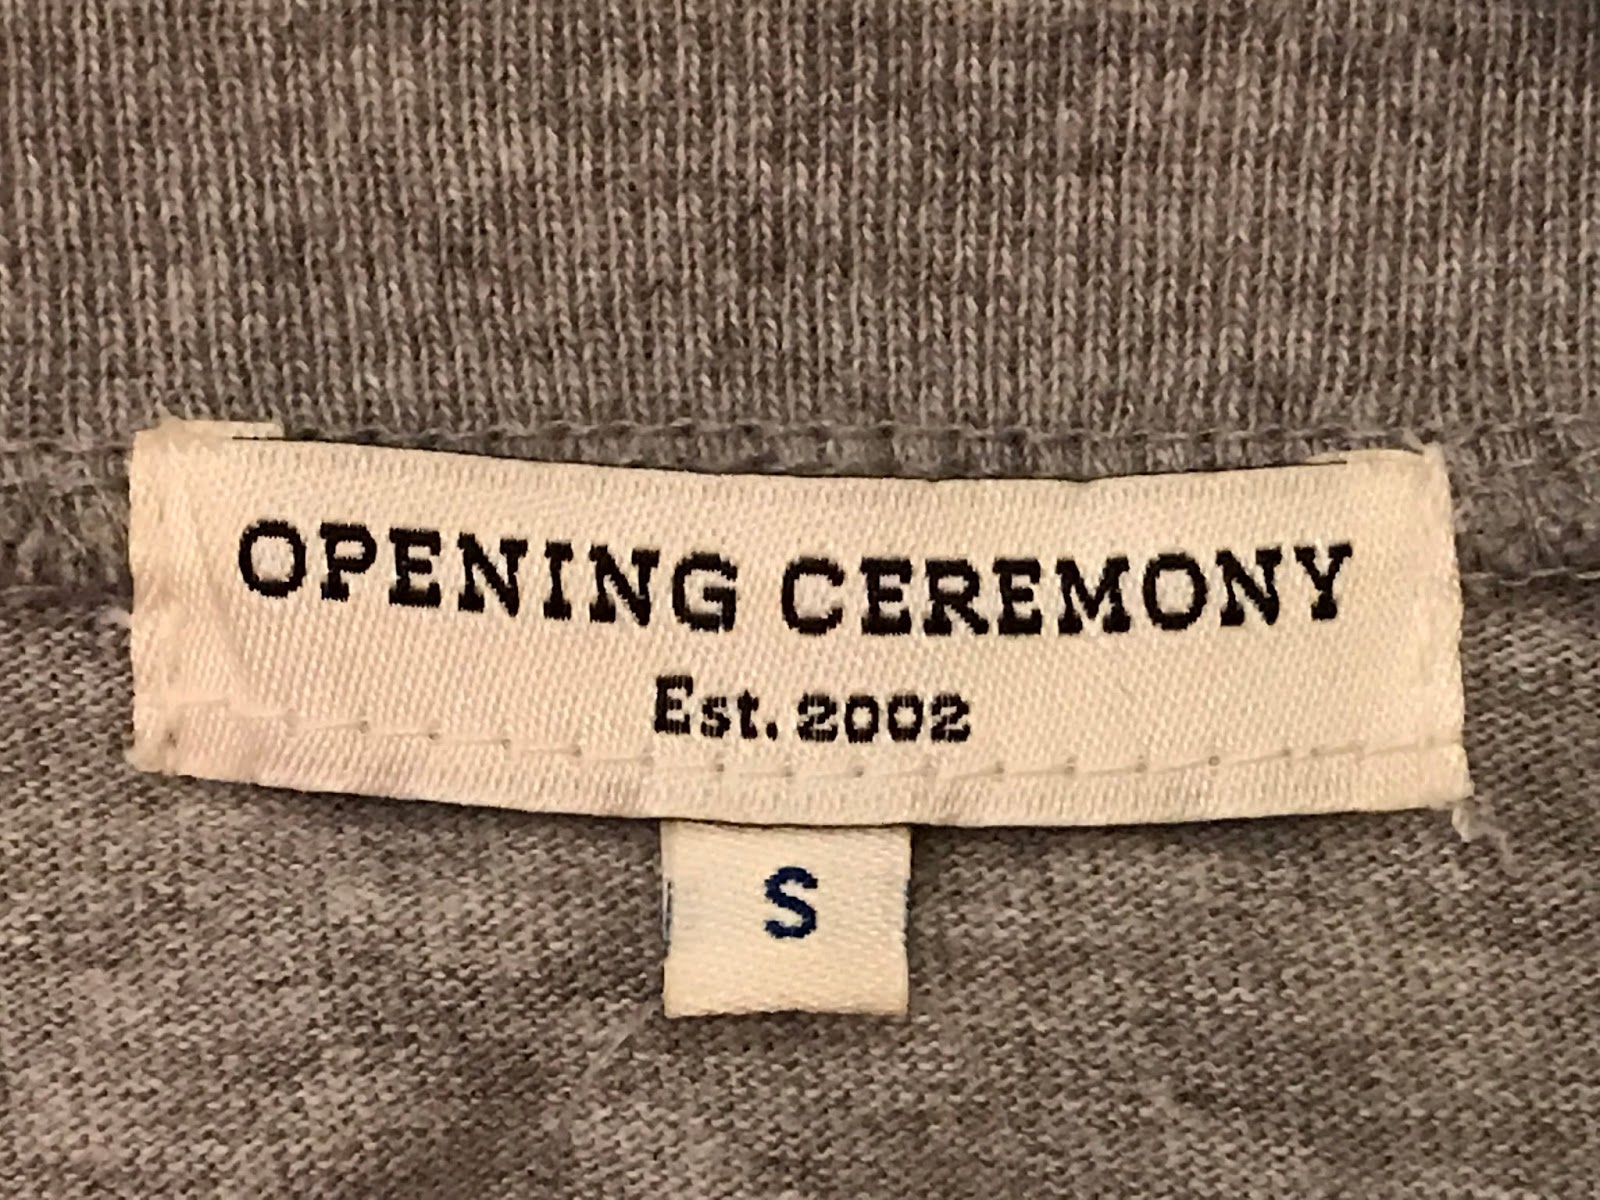 OPENING CEREMONY
Est. 2002
S